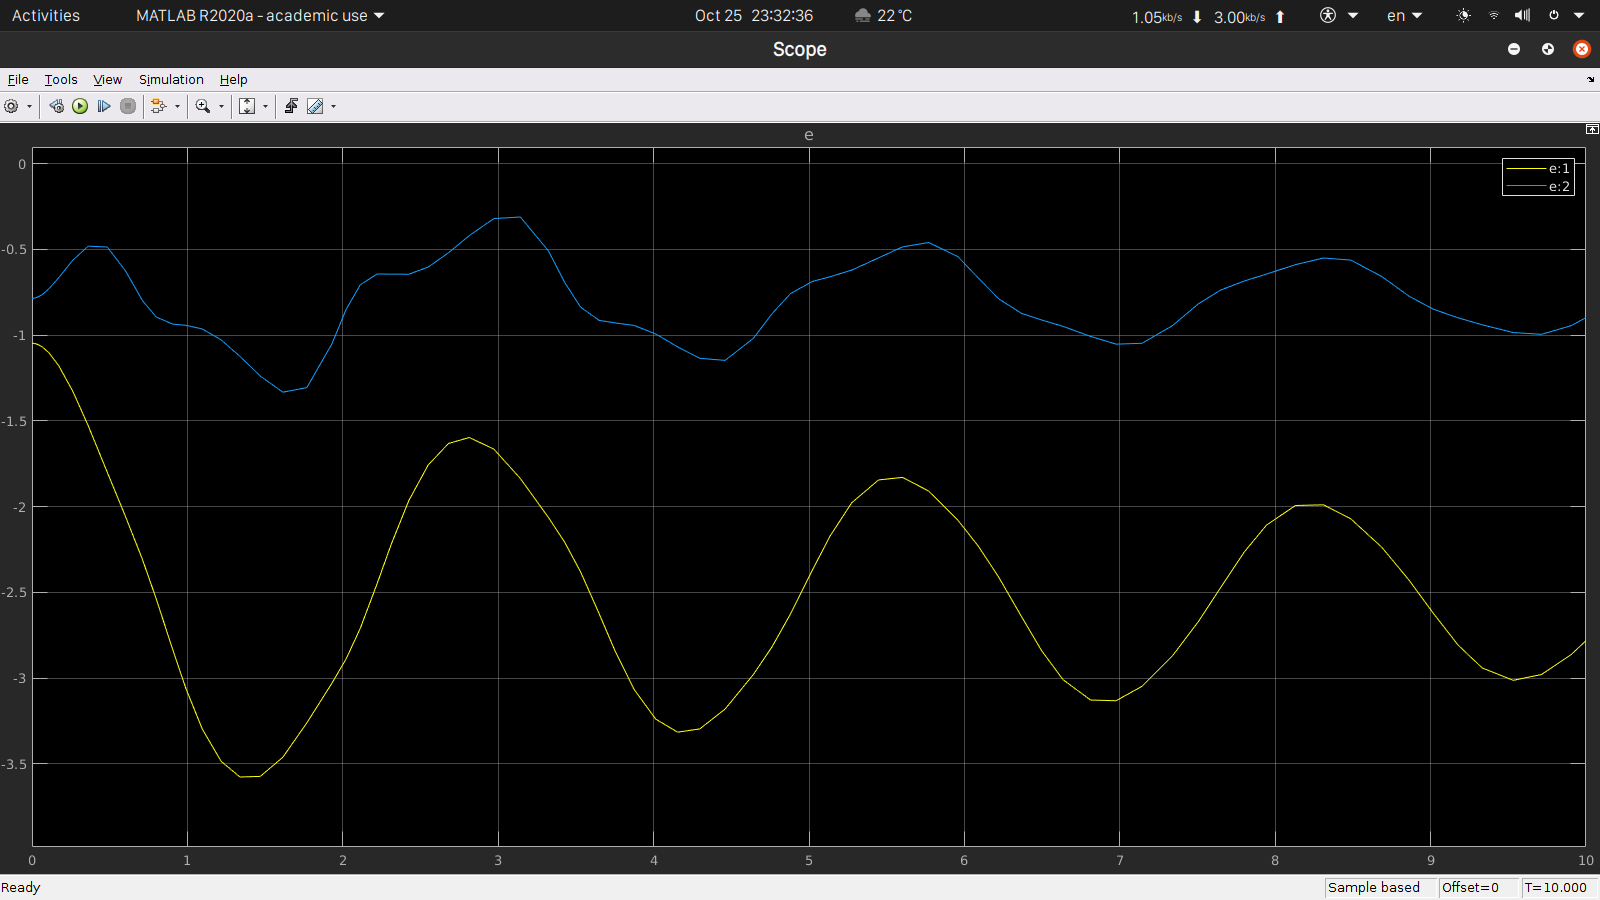 Activities MATLAB R2020a - academic use Oct 25 23:32:36 22 °C 1.05kb/s 3.00kb/s en
Scope
File Tools View Simulation Help
e
e:1
e:2
0
-0.5
-1
-1.5
-2
-2.5
-3
-3.5
0 1 2 3 4 5 6 7 8 9 10
Ready Sample based Offset=0 T=10.000